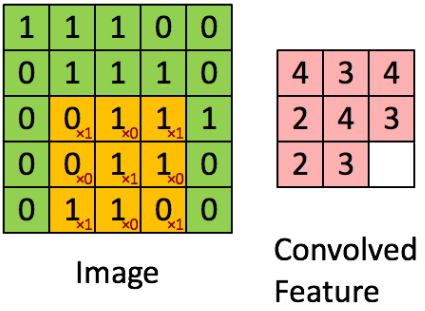 1 1 1 0 0
0 1 1 1 0
0 0×1 1×0 1×1 1
0 0×0 1×1 1×0 0
0 1×1 1×0 0×1 0
Image
4 3 4
2 4 3
2 3
Convolved
Feature